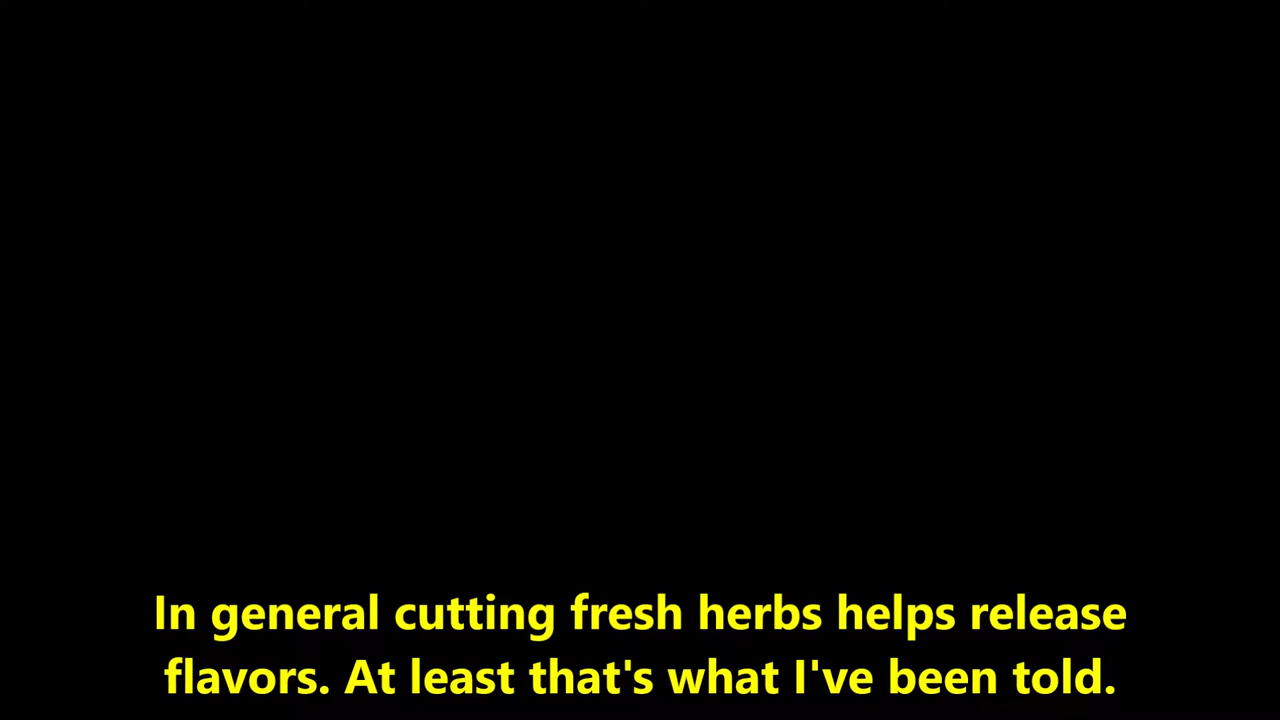 In general cutting fresh herbs helps release
flavors. At least that's what I've been told.